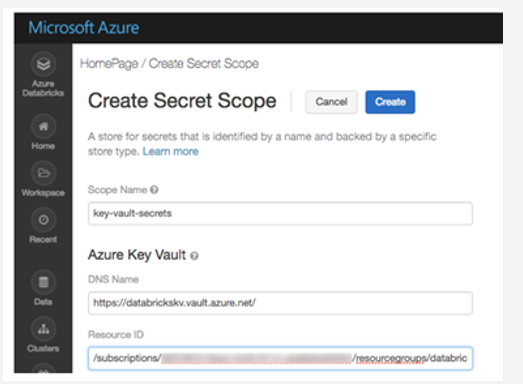 Microsoft Azure
Azure
Databricks
Home
Workspace
Recent
Data
Clusters
HomePage / Create Secret Scope
Create Secret Scope
Cancel
Create
A store for secrets that is identified by a name and backed by a specific
store type. Learn more
Scope Name
key-vault-secrets
Azure Key Vault
DNS Name
https://databrickskv.vault.azure.net/
Resource ID
/subscriptions/ /resourcegroups/databric